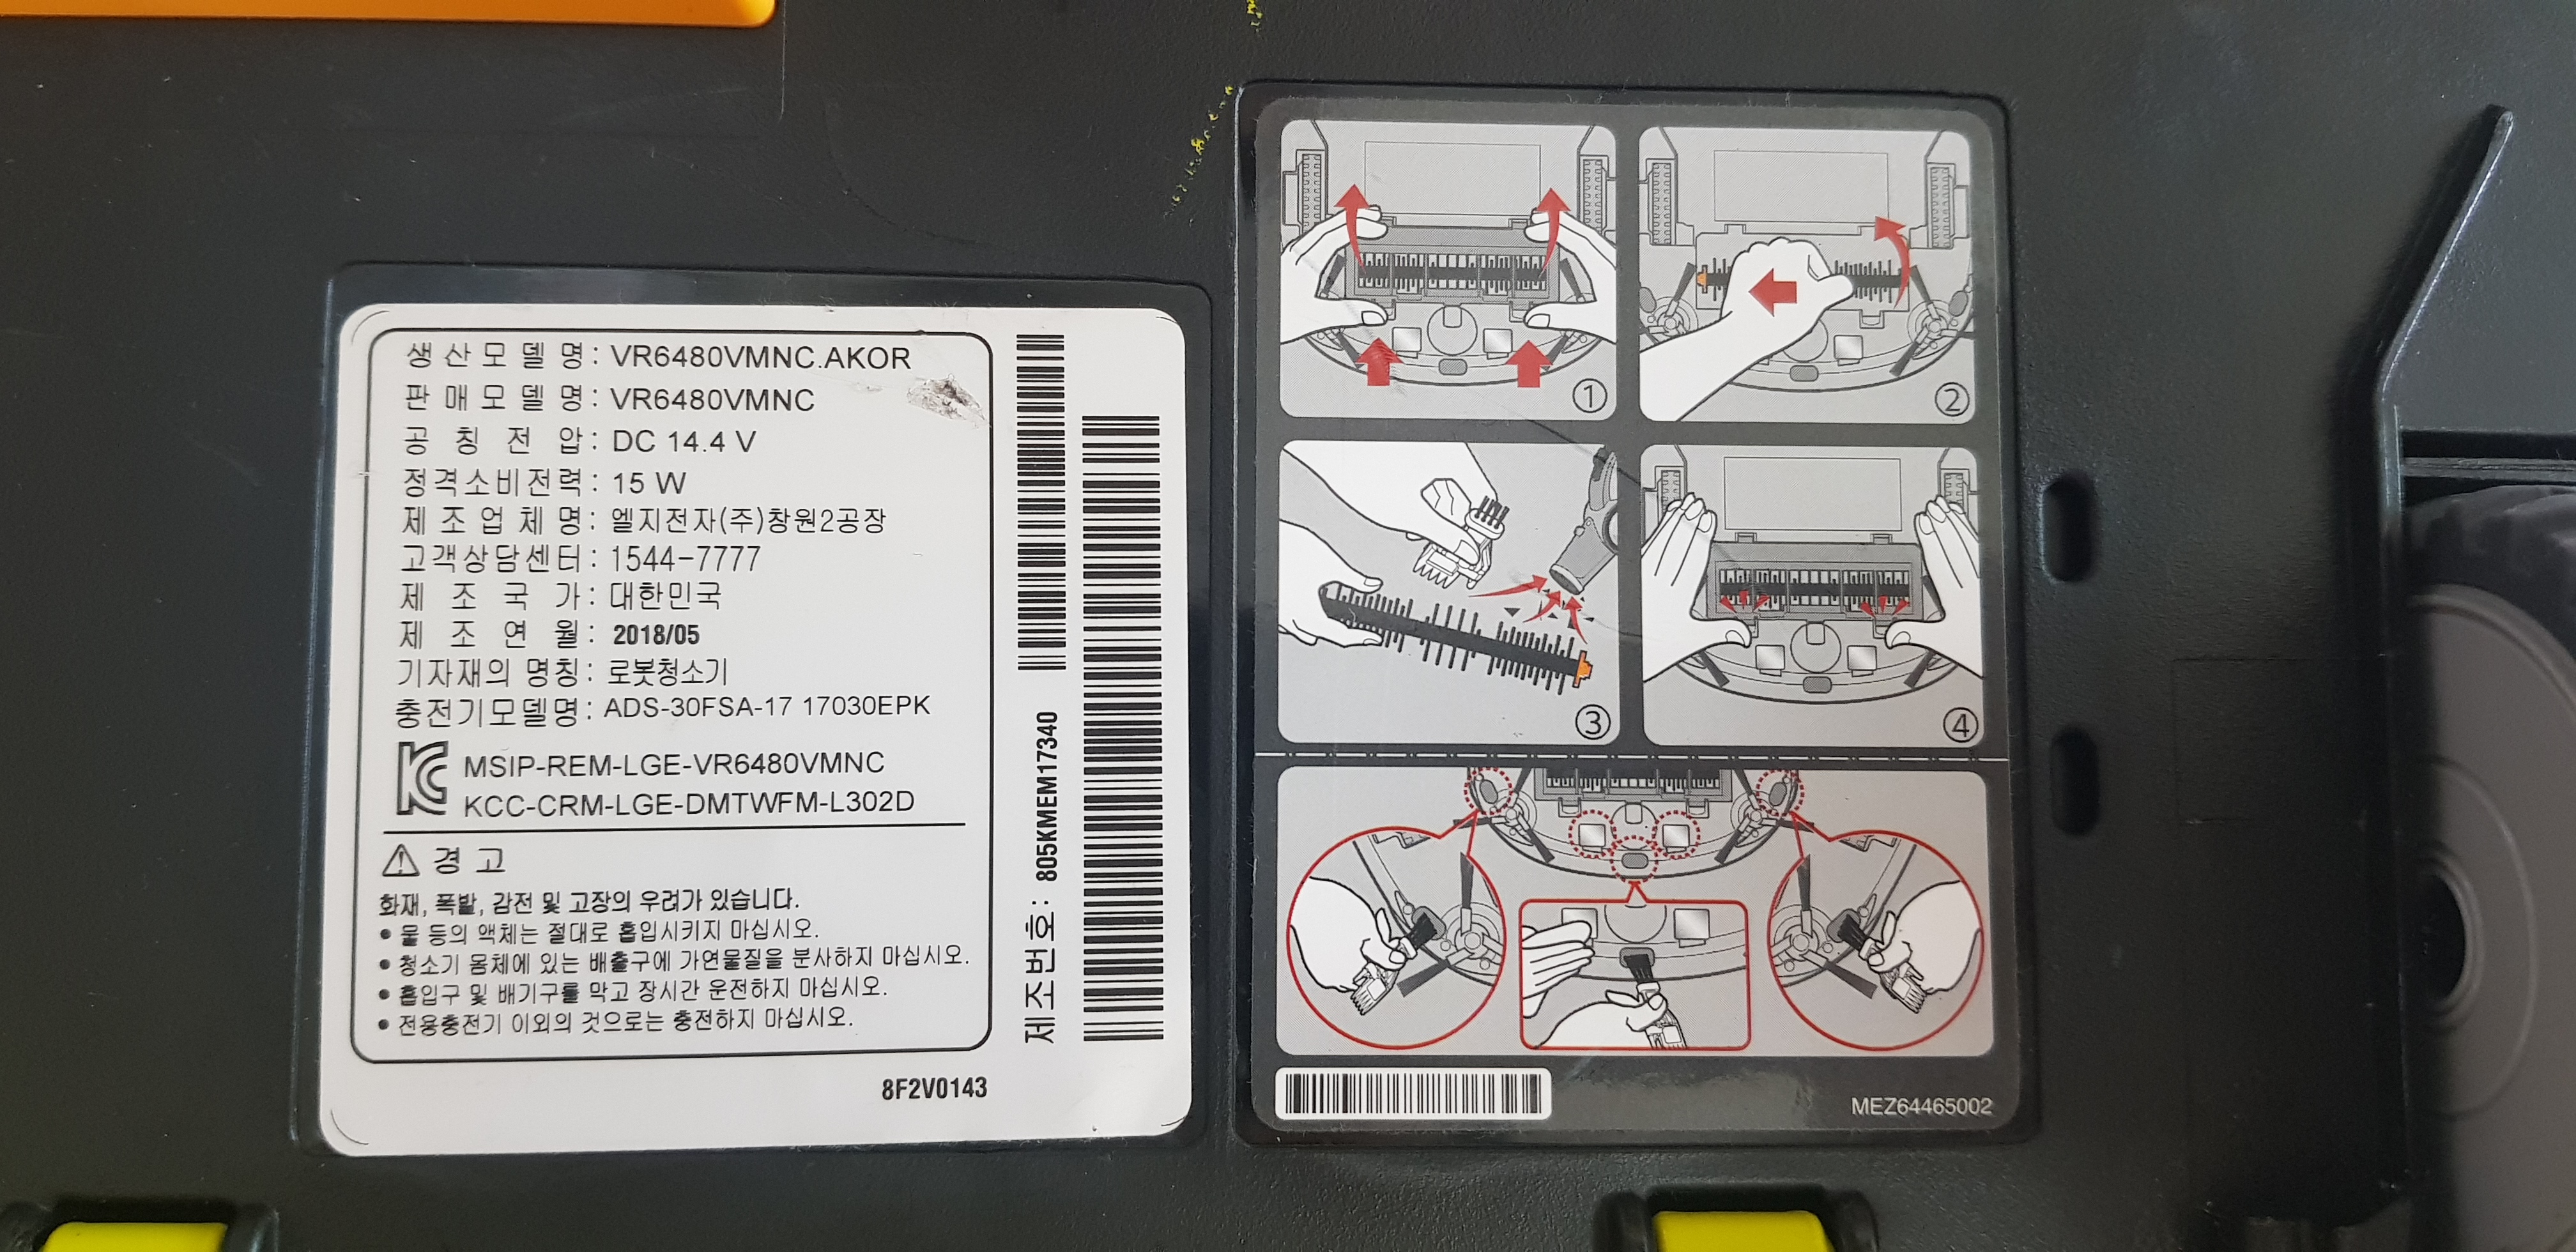 생산모델명: VR6480VMNC.AKOR
판매모델명: VR6480VMNC
공칭전압: DC 14.4 V
정격소비전력: 15 W
제조업체명: 엘지전자(주)창원2공장
고객상담센터: 1544-7777
제조국가: 대한민국
제조연월: 2018/05
기자재의 명칭: 로봇청소기
충전기모델명: ADS-30FSA-17 17030EPK
MSIP-REM-LGE-VR6480VMNC
KCC-CRM-LGE-DMTWFM-L302D
경고
화재, 폭발, 감전 및 고장의 우려가 있습니다.
• 물 등의 액체는 절대로 흡입시키지 마십시오.
• 청소기 몸체에 있는 배출구에 가연물질을 분사하지 마십시오.
• 흡입구 및 배기구를 막고 장시간 운전하지 마십시오.
• 전용충전기 이외의 것으로는 충전하지 마십시오.
8F2V0143
제조번호: 805KMEM17340
①
②
③
④
MEZ64465002